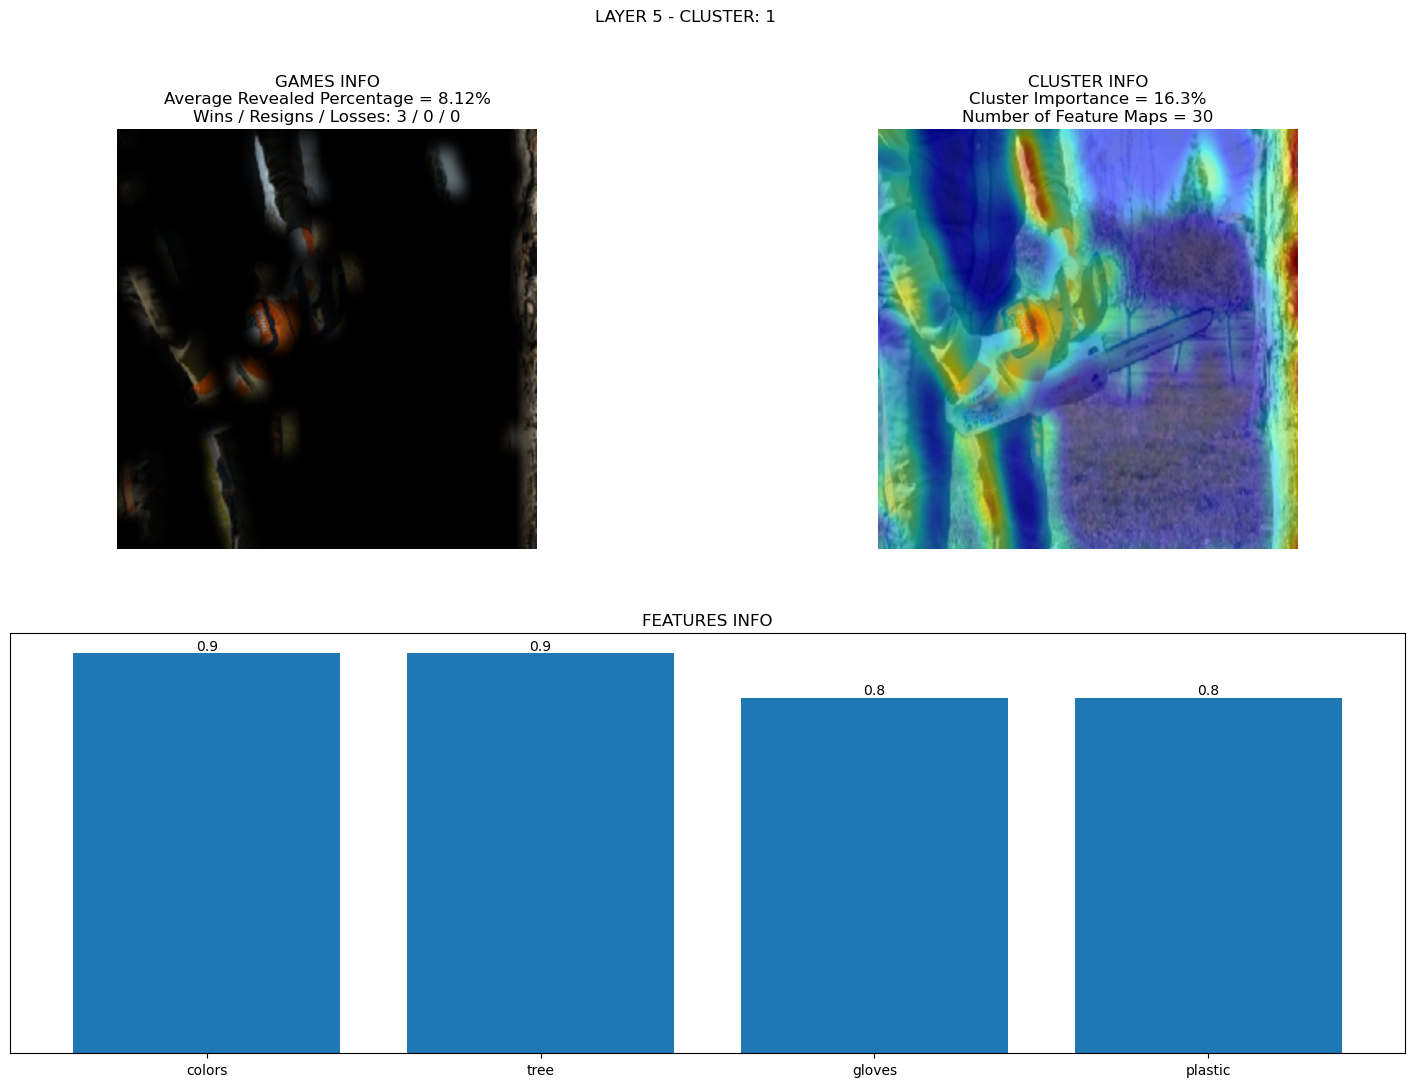 LAYER 5 - CLUSTER: 1
GAMES INFO
Average Revealed Percentage = 8.12%
Wins / Resigns / Losses: 3 / 0 / 0
CLUSTER INFO
Cluster Importance = 16.3%
Number of Feature Maps = 30
FEATURES INFO
0.9
0.9
0.8
0.8
colors
tree
gloves
plastic